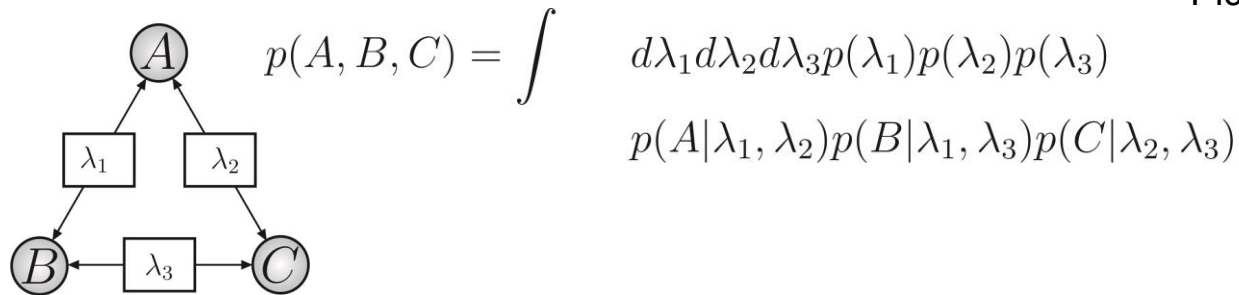 A
p(A, B, C) = ∫ dλ₁dλ₂dλ₃p(λ₁)p(λ₂)p(λ₃)
p(A|λ₁, λ₂)p(B|λ₁, λ₃)p(C|λ₂, λ₃)
λ₁
λ₂
B
λ₃
C